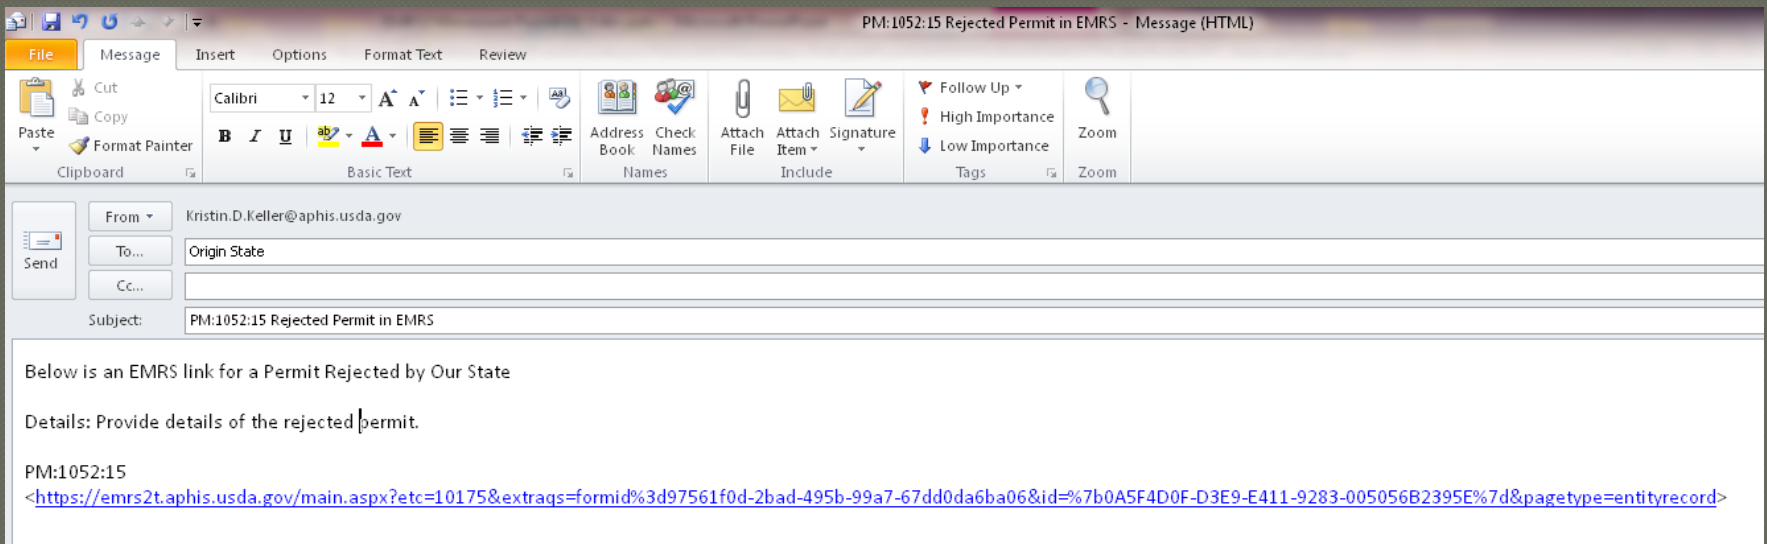 PM:1052:15 Rejected Permit in EMRS - Message (HTML)
File Message Insert Options Format Text Review
Paste
Cut
Copy
Format Painter
Clipboard
Calibri 12
Basic Text
Address Book
Check Names
Names
Attach File
Attach Item
Signature
Include
Follow Up
High Importance
Low Importance
Tags
Zoom
Zoom
Send
From Kristin.D.Keller@aphis.usda.gov
To... Origin State
Cc...
Subject: PM:1052:15 Rejected Permit in EMRS
Below is an EMRS link for a Permit Rejected by Our State
Details: Provide details of the rejected permit.
PM:1052:15
<https://emrs2t.aphis.usda.gov/main.aspx?etc=10175&extraqs=formid%3d97561f0d-2bad-495b-99a7-67dd0da6ba06&id=%7b0A5F4D0F-D3E9-E411-9283-005056B2395E%7d&pagetype=entityrecord>